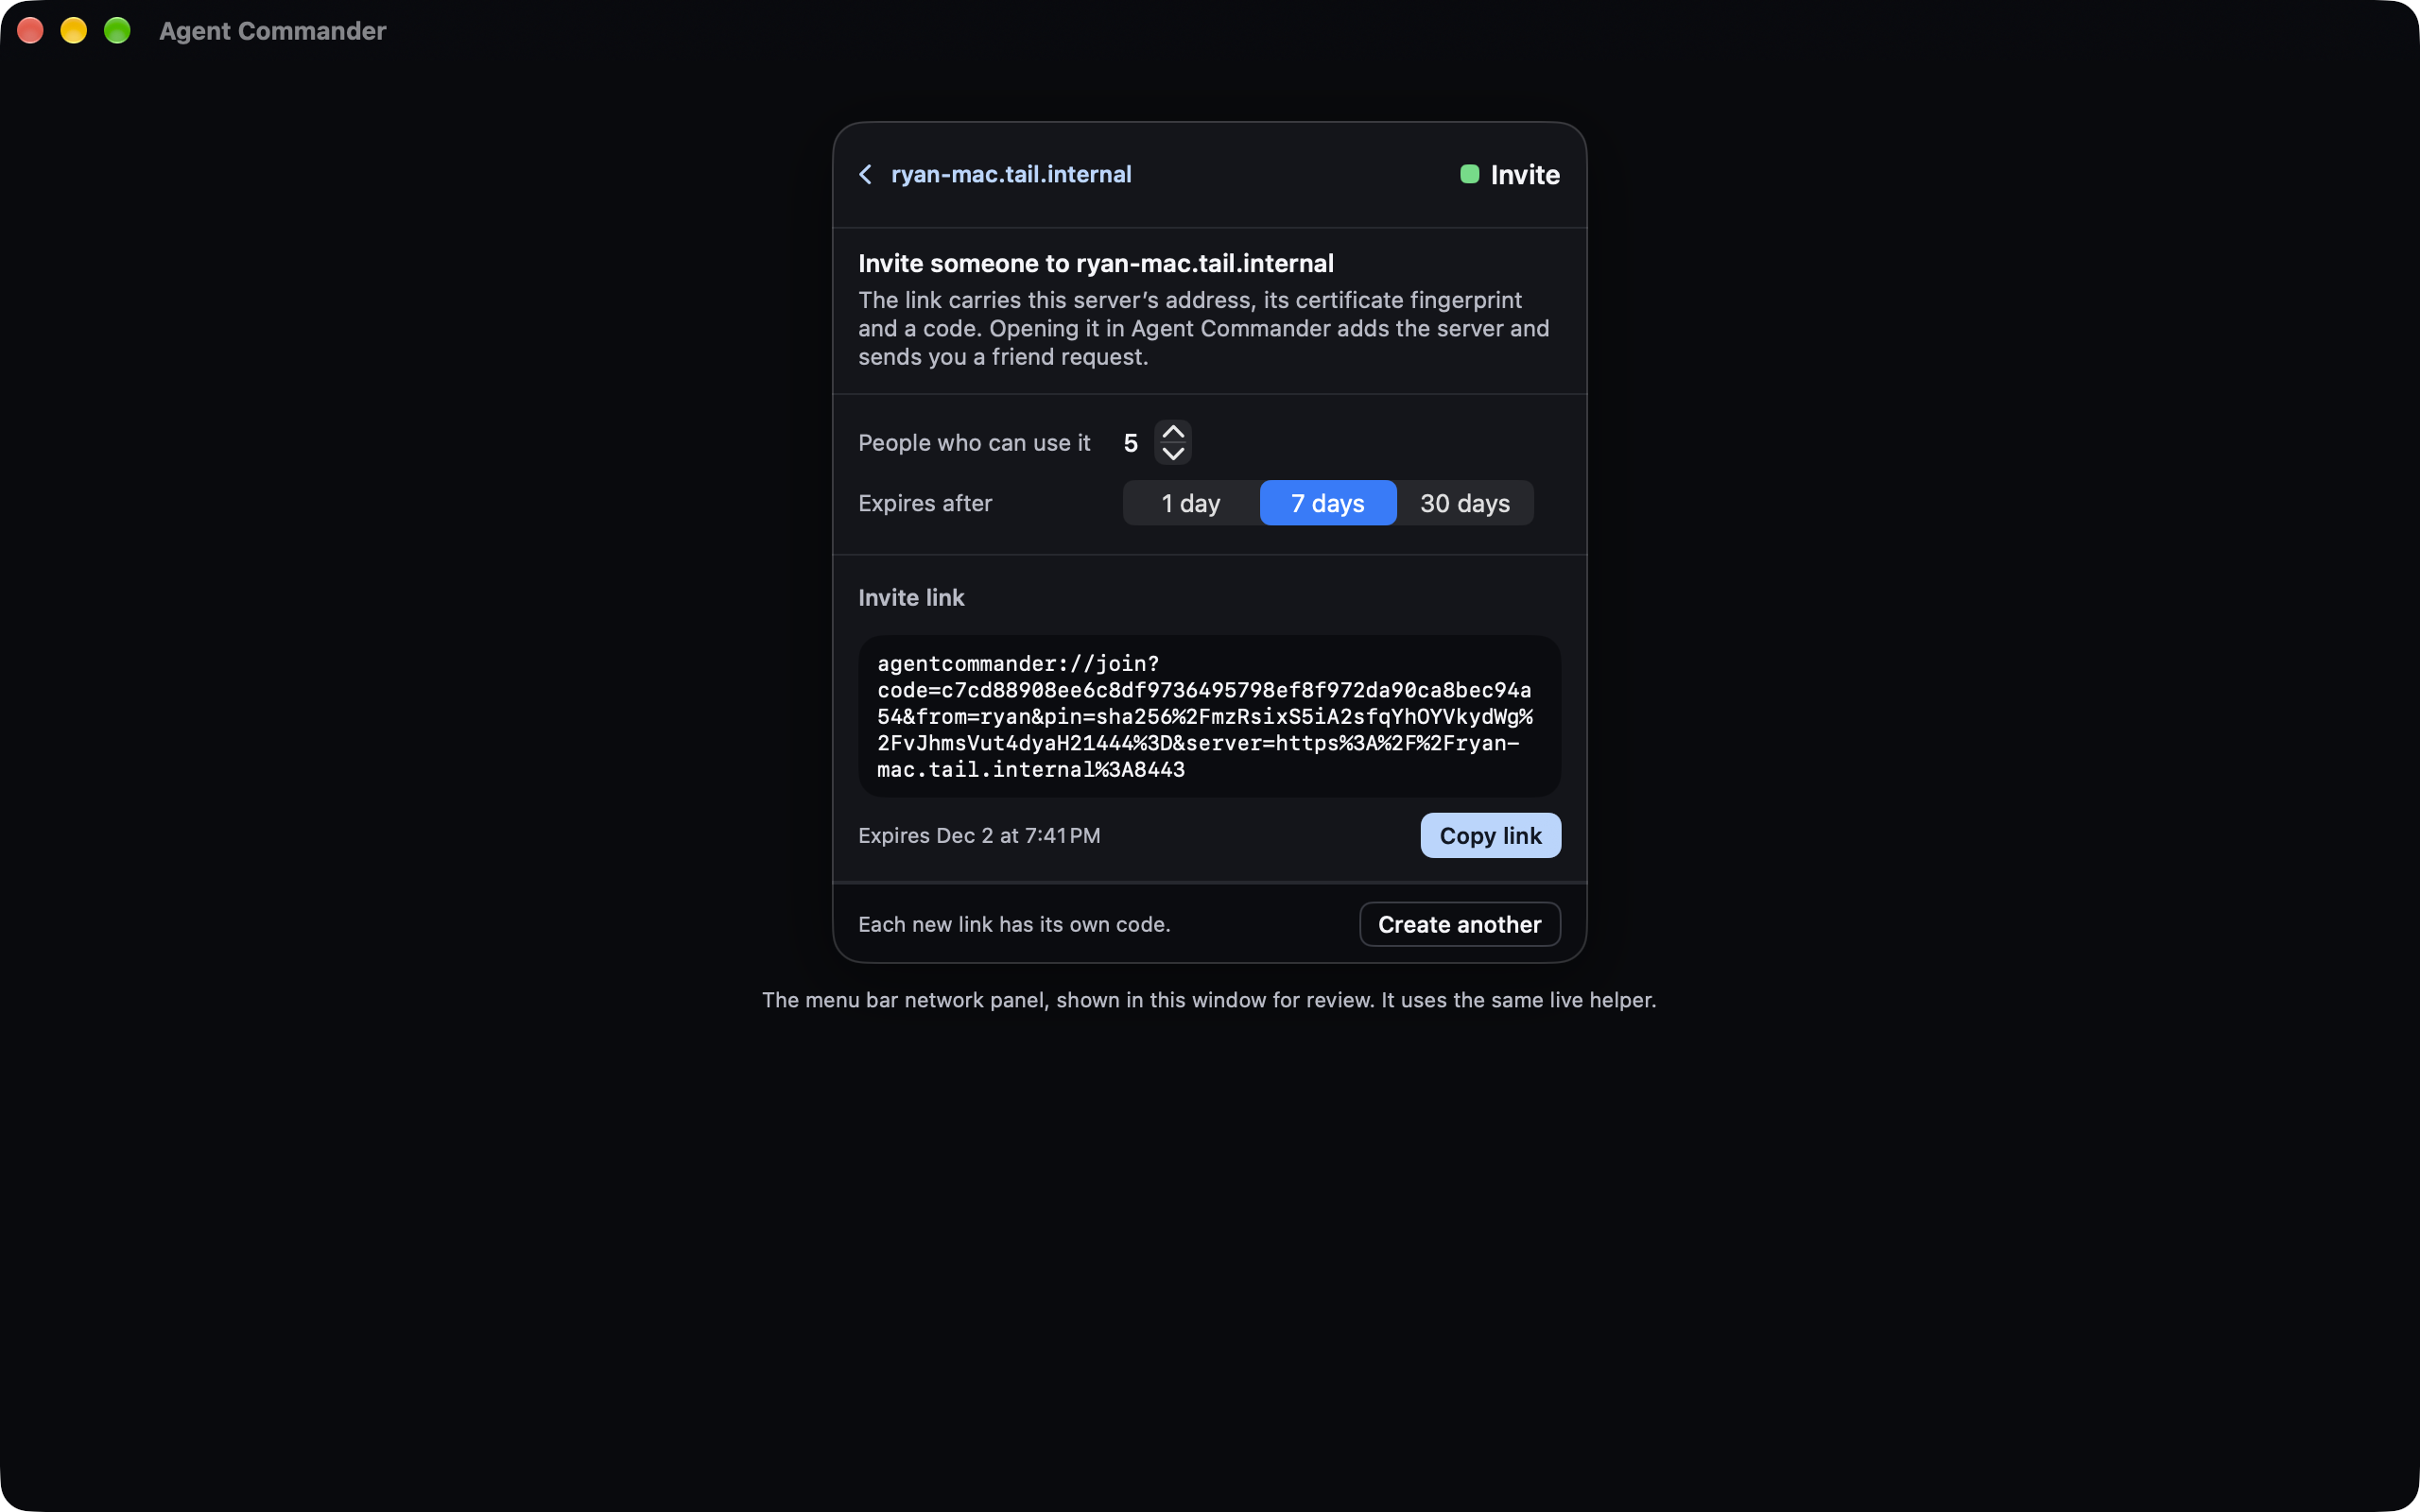 Agent Commander
ryan-mac.tail.internal
Invite
Invite someone to ryan-mac.tail.internal
The link carries this server’s address, its certificate fingerprint
and a code. Opening it in Agent Commander adds the server and
sends you a friend request.
People who can use it 5
Expires after 1 day 7 days 30 days
Invite link
agentcommander://join?
code=c7cd88908ee6c8df9736495798ef8f972da90ca8bec94a
54&from=ryan&pin=sha256%2FmzRsixS5iA2sfqYhOYVkydWg%
2FvJhmsVut4dyaH21444%3D&server=https%3A%2F%2Fryan-
mac.tail.internal%3A8443
Expires Dec 2 at 7:41 PM
Copy link
Each new link has its own code.
Create another
The menu bar network panel, shown in this window for review. It uses the same live helper.